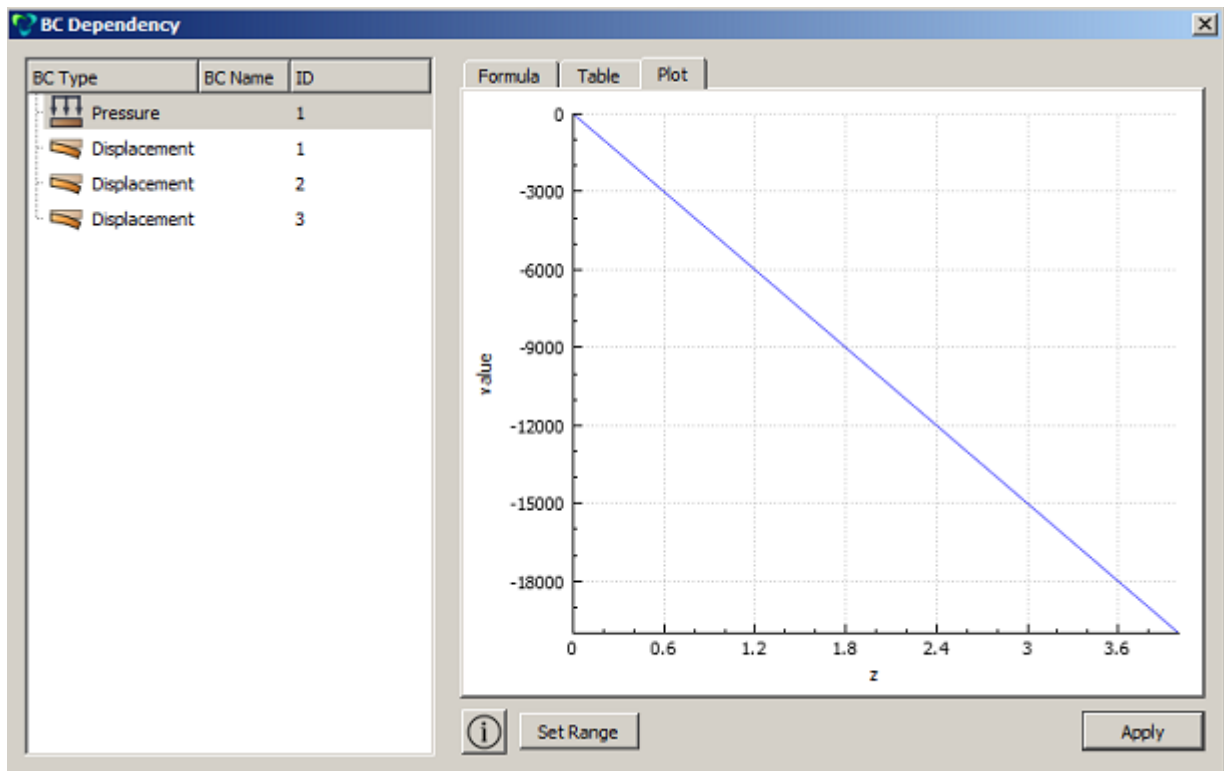 BC Dependency
BC Type BC Name ID
Pressure 1
Displacement 1
Displacement 2
Displacement 3
Formula Table Plot
0
-3000
-6000
-9000
-12000
-15000
-18000
value
0 0.6 1.2 1.8 2.4 3 3.6
z
Set Range
Apply